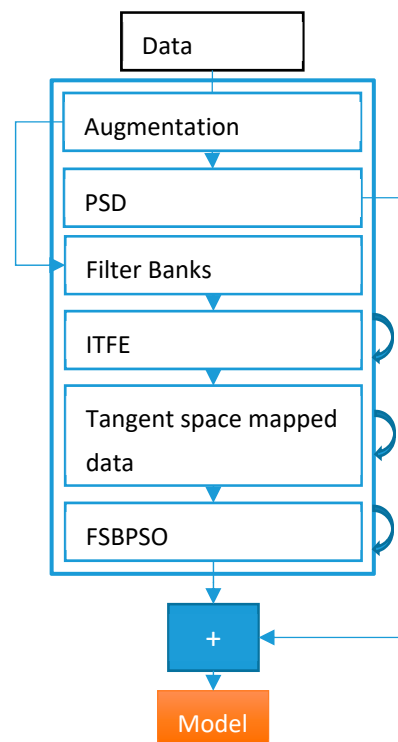 Data
Augmentation
PSD
Filter Banks
ITFE
Tangent space mapped
data
FSBPSO
+
Model